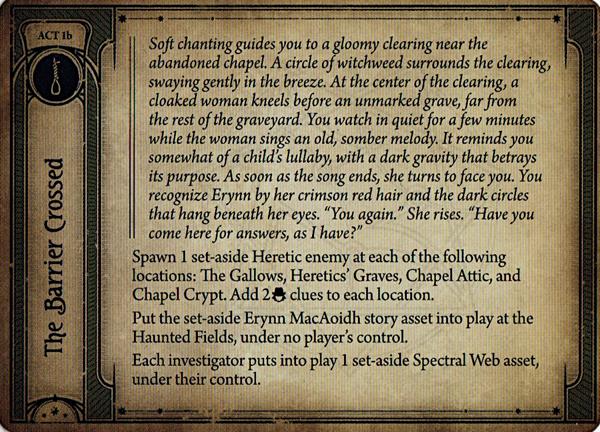 ACT 1b
The Barrier Crossed
Soft chanting guides you to a gloomy clearing near the
abandoned chapel. A circle of witchweed surrounds the clearing,
swaying gently in the breeze. At the center of the clearing, a
cloaked woman kneels before an unmarked grave, far from
the rest of the graveyard. You watch in quiet for a few minutes
while the woman sings an old, somber melody. It reminds you
somewhat of a child's lullaby, with a dark gravity that betrays
its purpose. As soon as the song ends, she turns to face you. You
recognize Erynn by her crimson red hair and the dark circles
that hang beneath her eyes. “You again.” She rises. “Have you
come here for answers, as I have?”
Spawn 1 set-aside Heretic enemy at each of the following
locations: The Gallows, Heretics' Graves, Chapel Attic, and
Chapel Crypt. Add 2 clues to each location.
Put the set-aside Erynn MacAoidh story asset into play at the
Haunted Fields, under no player's control.
Each investigator puts into play 1 set-aside Spectral Web asset,
under their control.